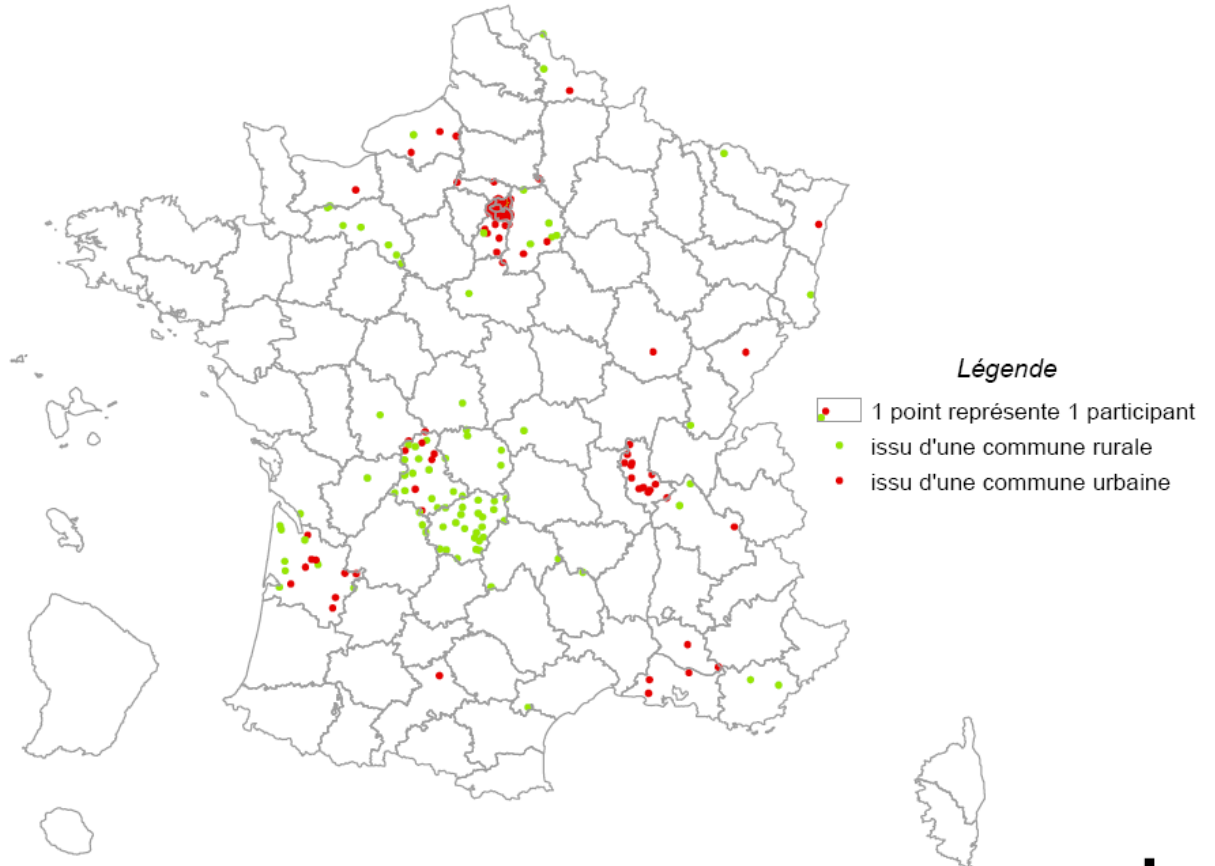 Légende
1 point représente 1 participant
issu d'une commune rurale
issu d'une commune urbaine